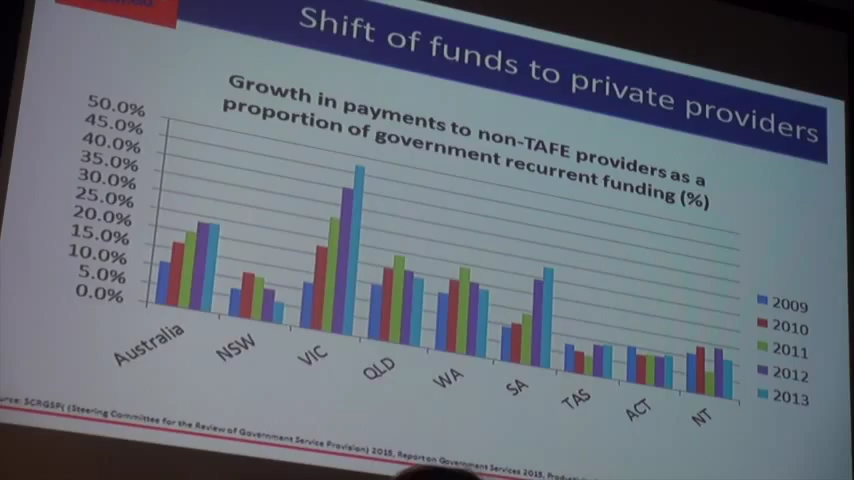 Shift of funds to private providers
Growth in payments to non-TAFE providers as a
proportion of government recurrent funding (%)
50.0%
45.0%
40.0%
35.0%
30.0%
25.0%
20.0%
15.0%
10.0%
5.0%
0.0%
Australia
NSW
VIC
QLD
WA
SA
TAS
ACT
NT
2009
2010
2011
2012
2013
(Steering Committee for the Review of Government Service Provision) 2015, Report on Government Services 2015,